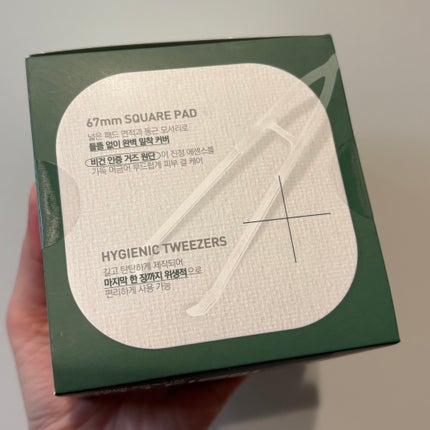 67mm SQUARE PAD
넓은 패드 면적과 둥근 모서리로
들뜸 없이 완벽 밀착 커버
비건 인증 거즈 원단이 진정 에센스를
가득 머금어 부드럽게 피부 결 케어
HYGIENIC TWEEZERS
길고 탄탄하게 제작되어
마지막 한 장까지 위생적으로
편리하게 사용 가능